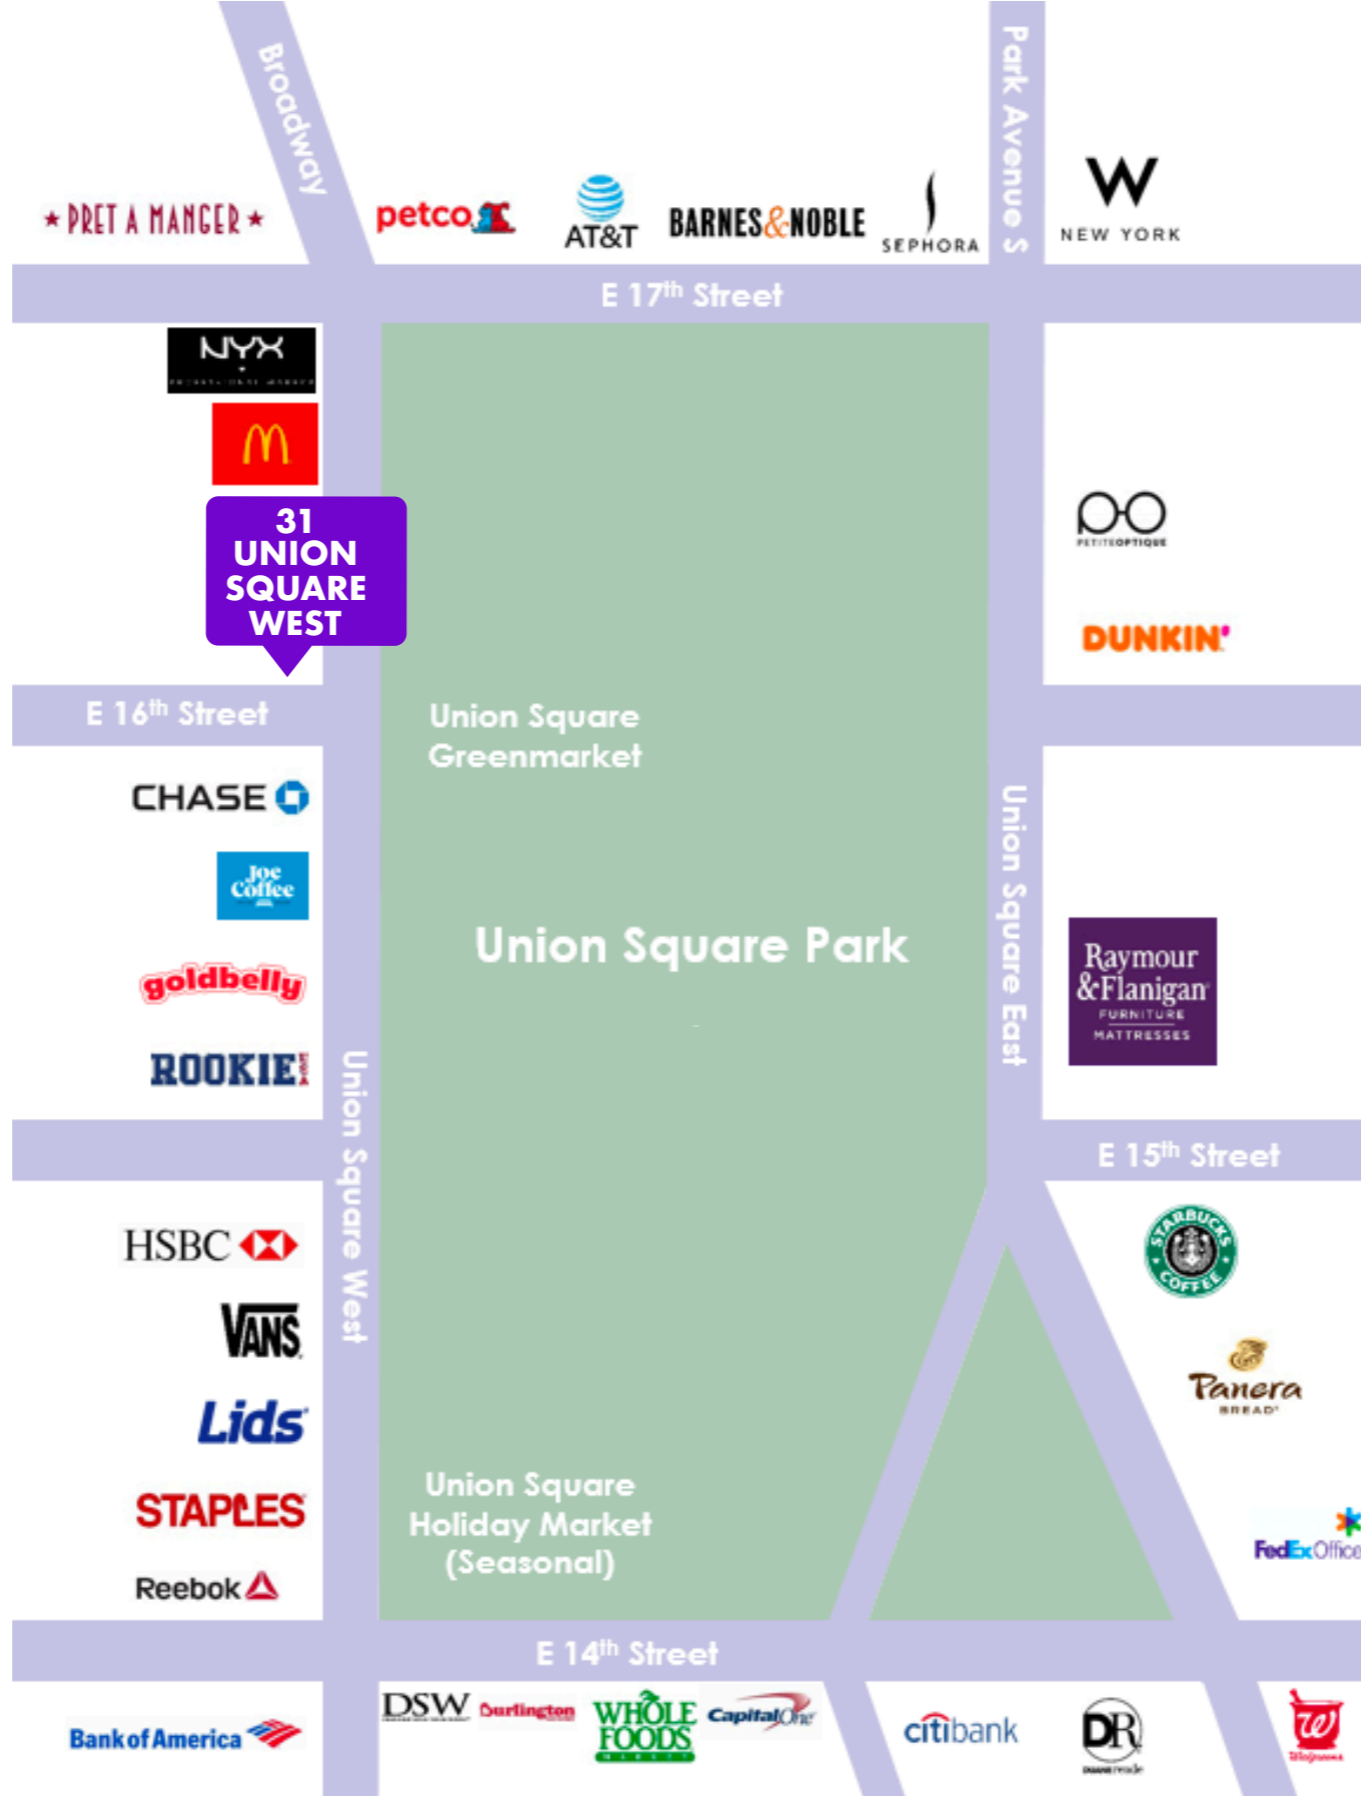 Broadway
Park Avenue S
★ PRET A MANGER ★
petco
AT&T
BARNES&NOBLE
SEPHORA
W
NEW YORK
E 17th Street
NYX
31
UNION
SQUARE
WEST
PETITEOPTIQUE
DUNKIN'
E 16th Street
Union Square
Greenmarket
CHASE
Joe
Coffee
goldbelly
ROOKIE
Union Square Park
Union Square East
Raymour
&Flanigan
FURNITURE
MATTRESSES
Union Square West
E 15th Street
HSBC
VANS
Lids
STAPLES
Reebok
STARBUCKS
COFFEE
Panera
BREAD
FedEx Office
Union Square
Holiday Market
(Seasonal)
E 14th Street
Bank of America
DSW
Burlington
WHOLE
FOODS
MARKET
Capital One
citibank
DR
DUANEreade
W
Walgreens